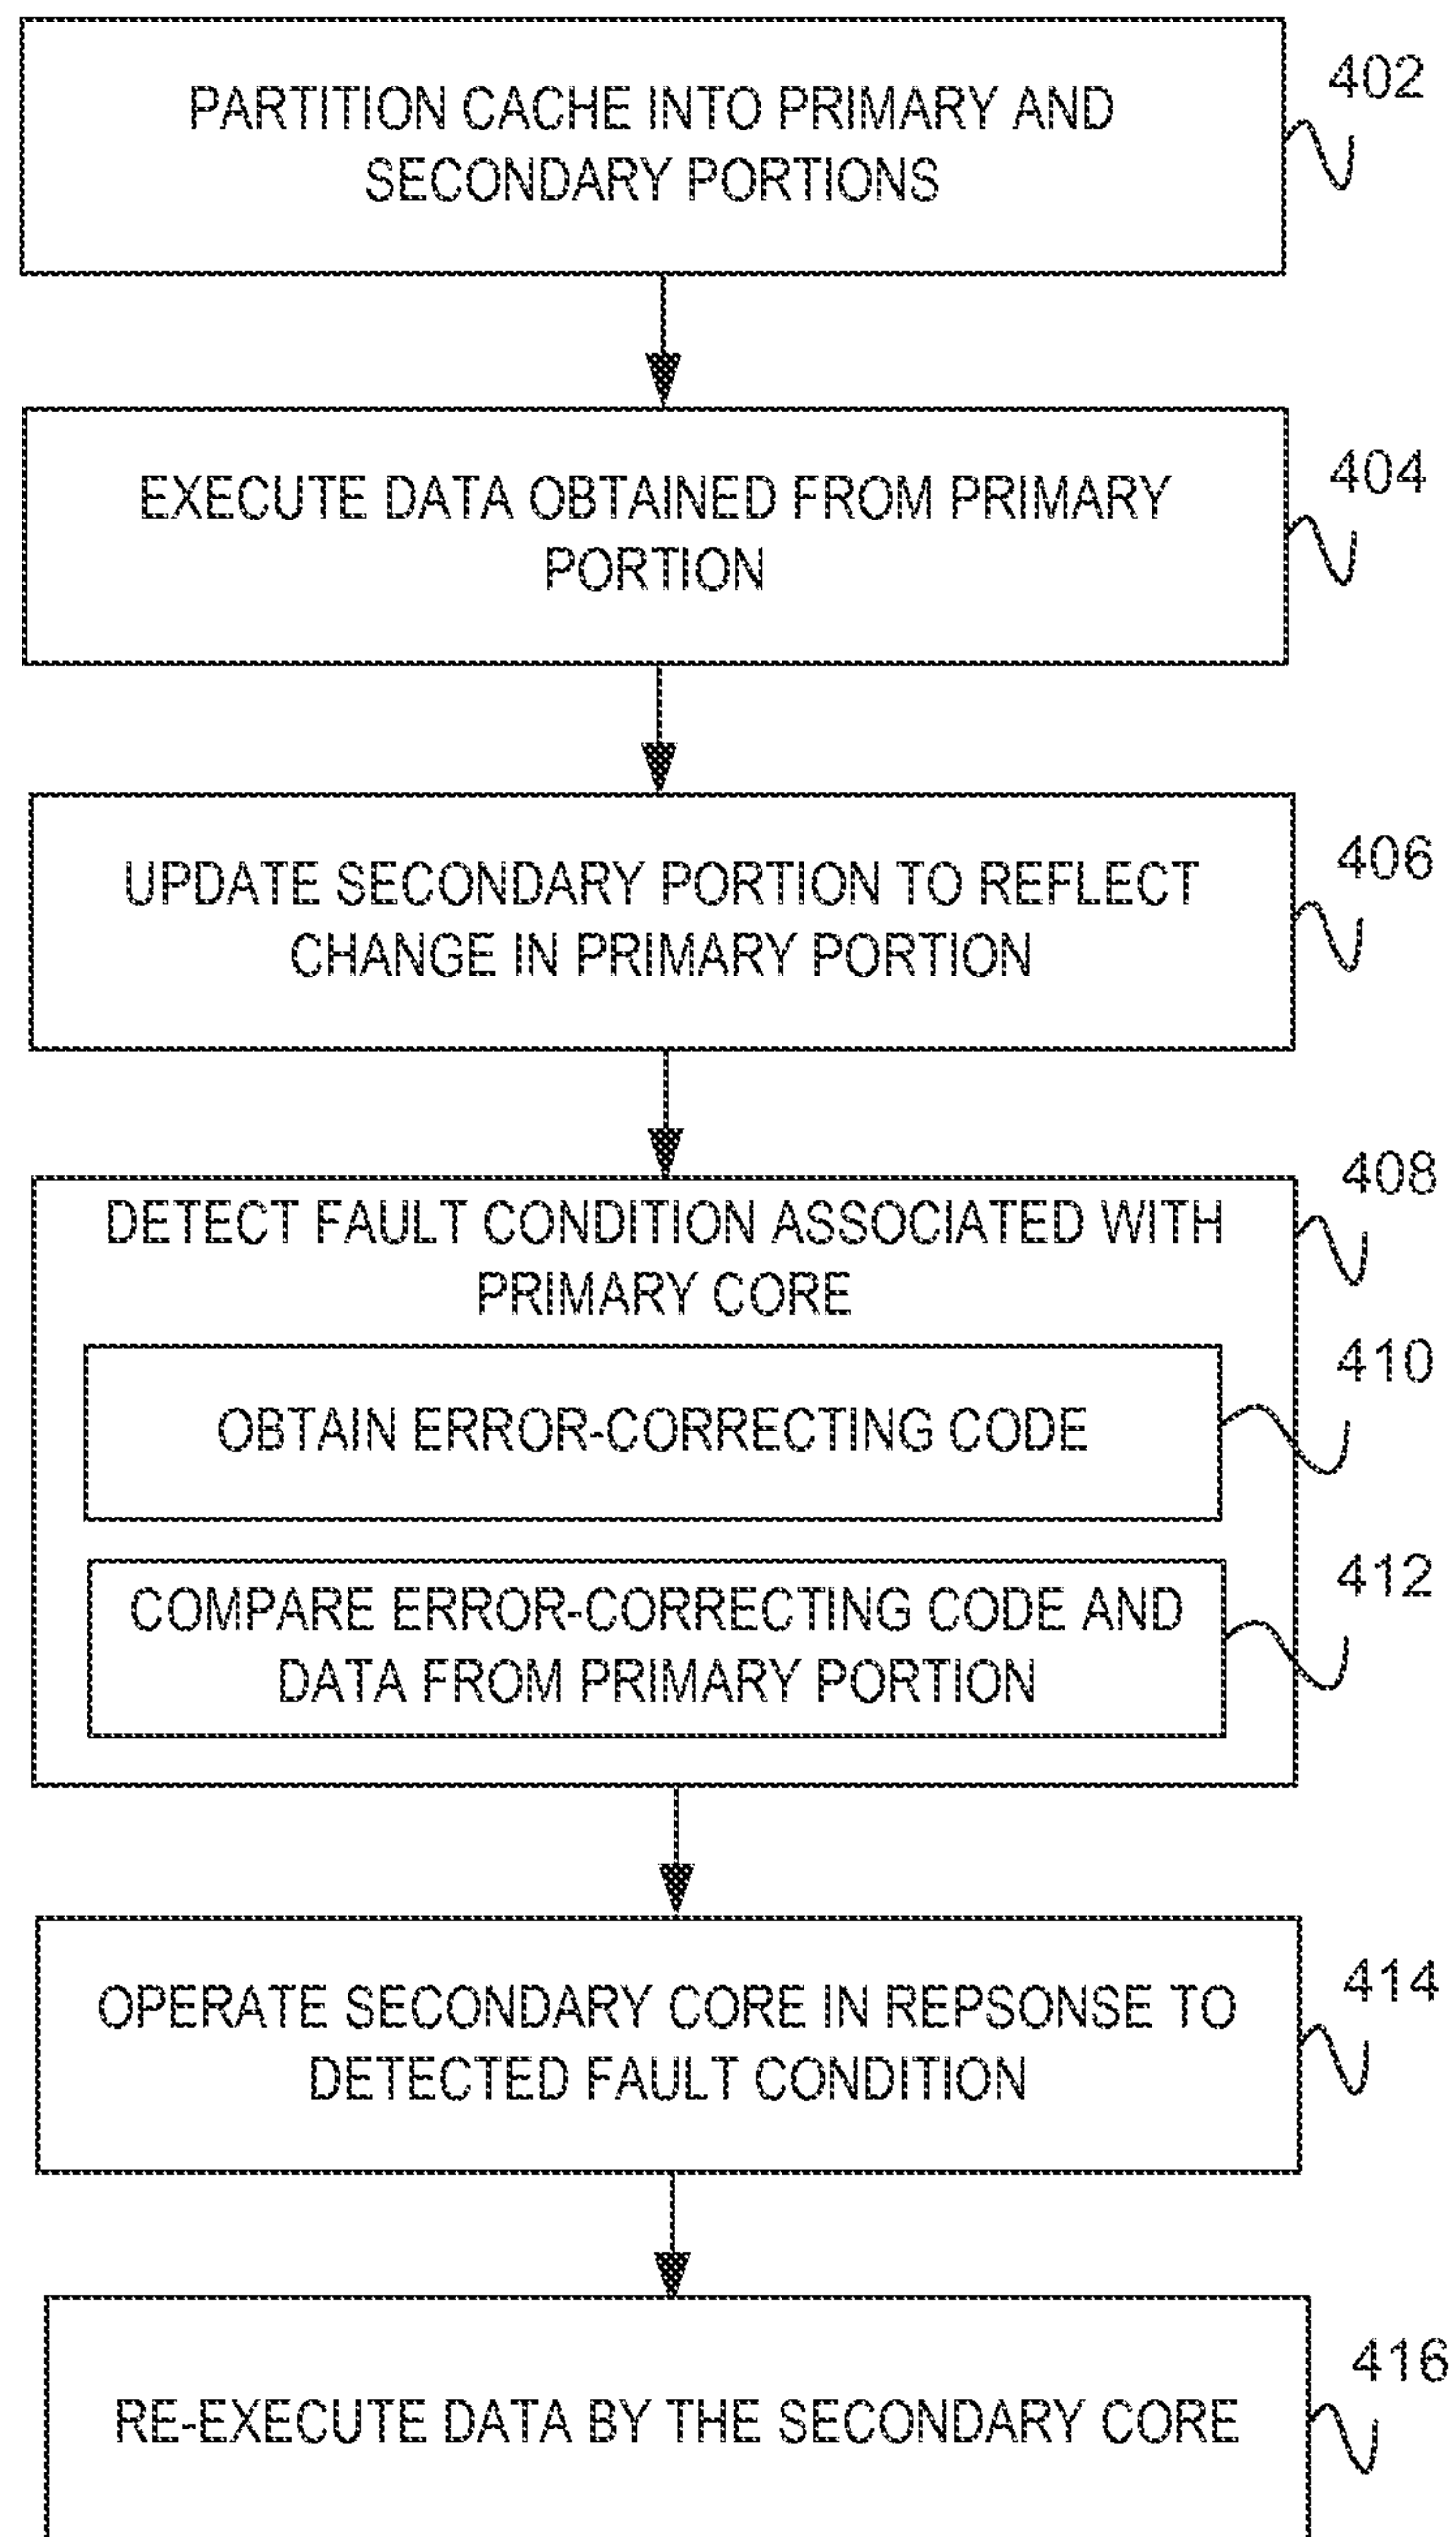 PARTITION CACHE INTO PRIMARY AND
SECONDARY PORTIONS
402
EXECUTE DATA OBTAINED FROM PRIMARY
PORTION
404
UPDATE SECONDARY PORTION TO REFLECT
CHANGE IN PRIMARY PORTION
406
DETECT FAULT CONDITION ASSOCIATED WITH
PRIMARY CORE
408
OBTAIN ERROR-CORRECTING CODE
410
COMPARE ERROR-CORRECTING CODE AND
DATA FROM PRIMARY PORTION
412
OPERATE SECONDARY CORE IN REPSONSE TO
DETECTED FAULT CONDITION
414
RE-EXECUTE DATA BY THE SECONDARY CORE
416